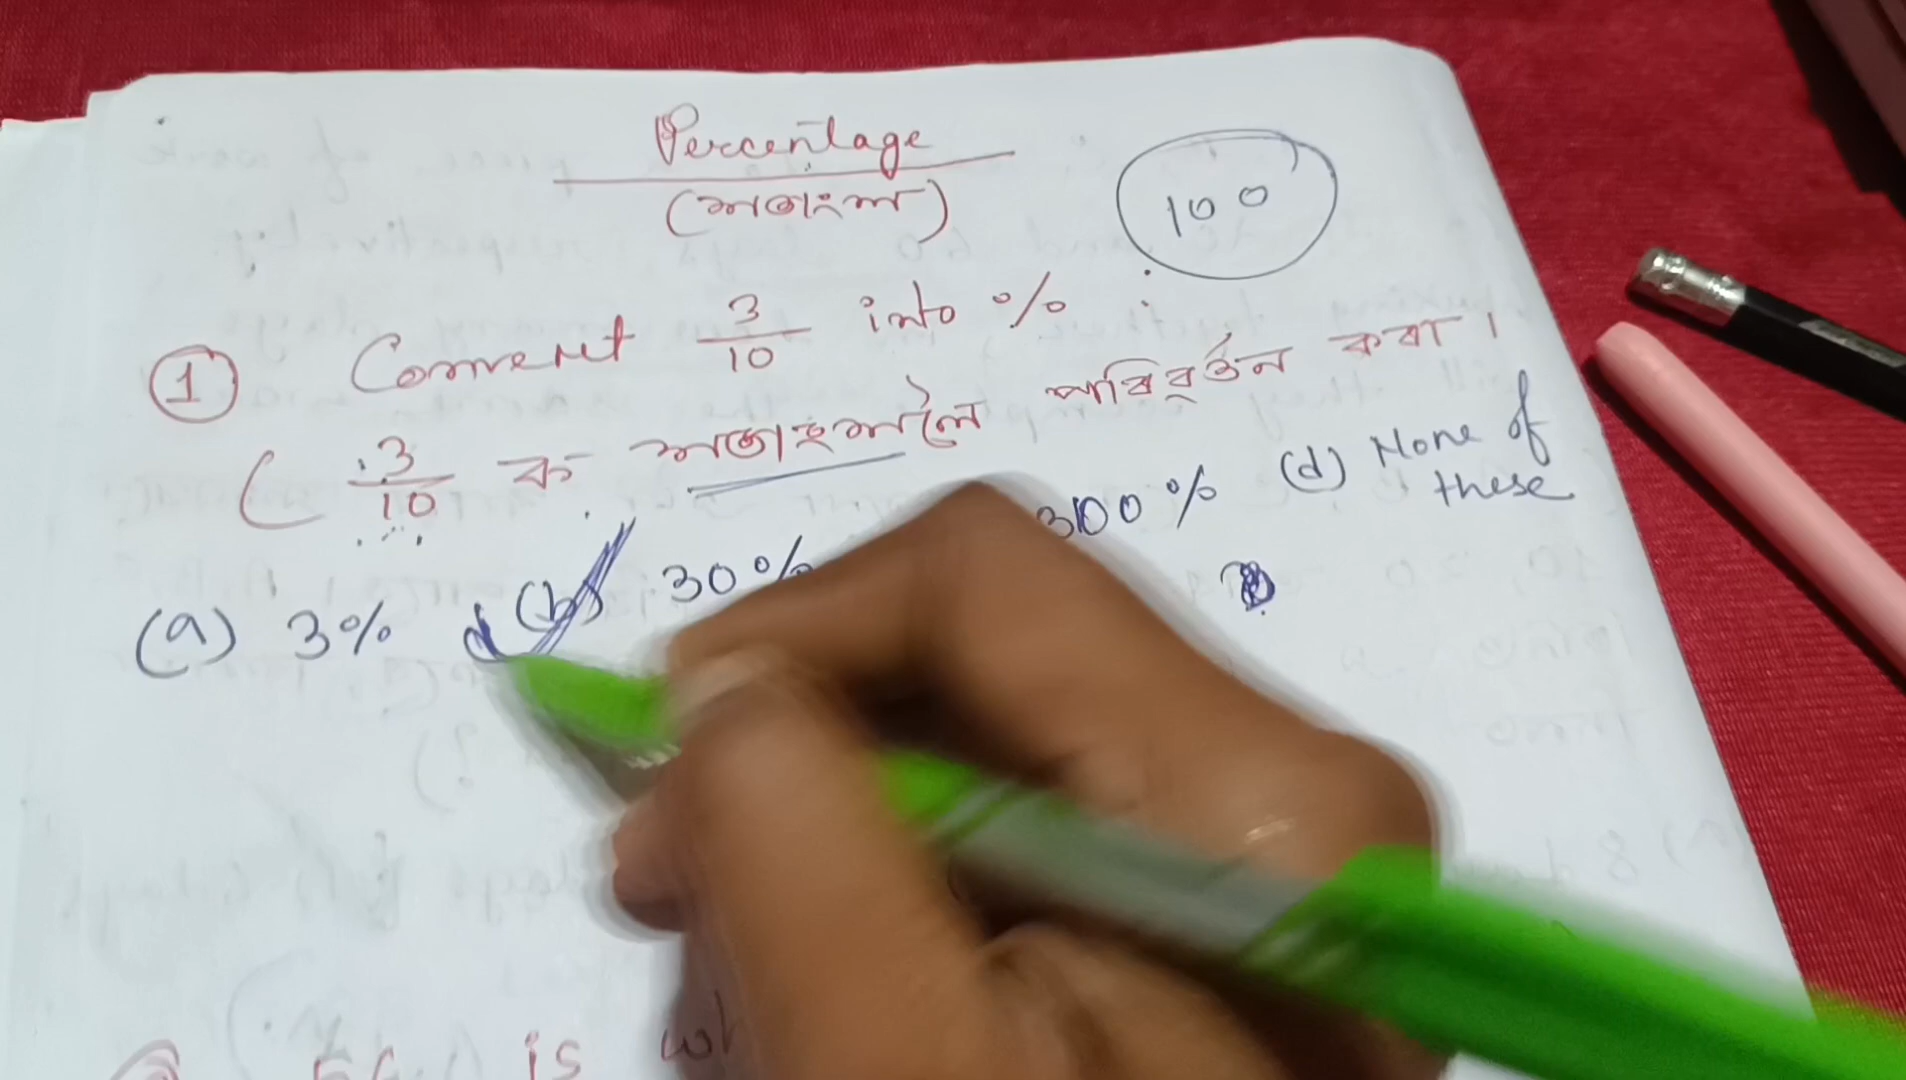 Percentage
(শতাংশ)
100
① Convert 3/10 into %
( 3/10 ক শতাংশলৈ পৰিবৰ্তন কৰা ।
(a) 3% (b) 30% 300% (d) None of these
is